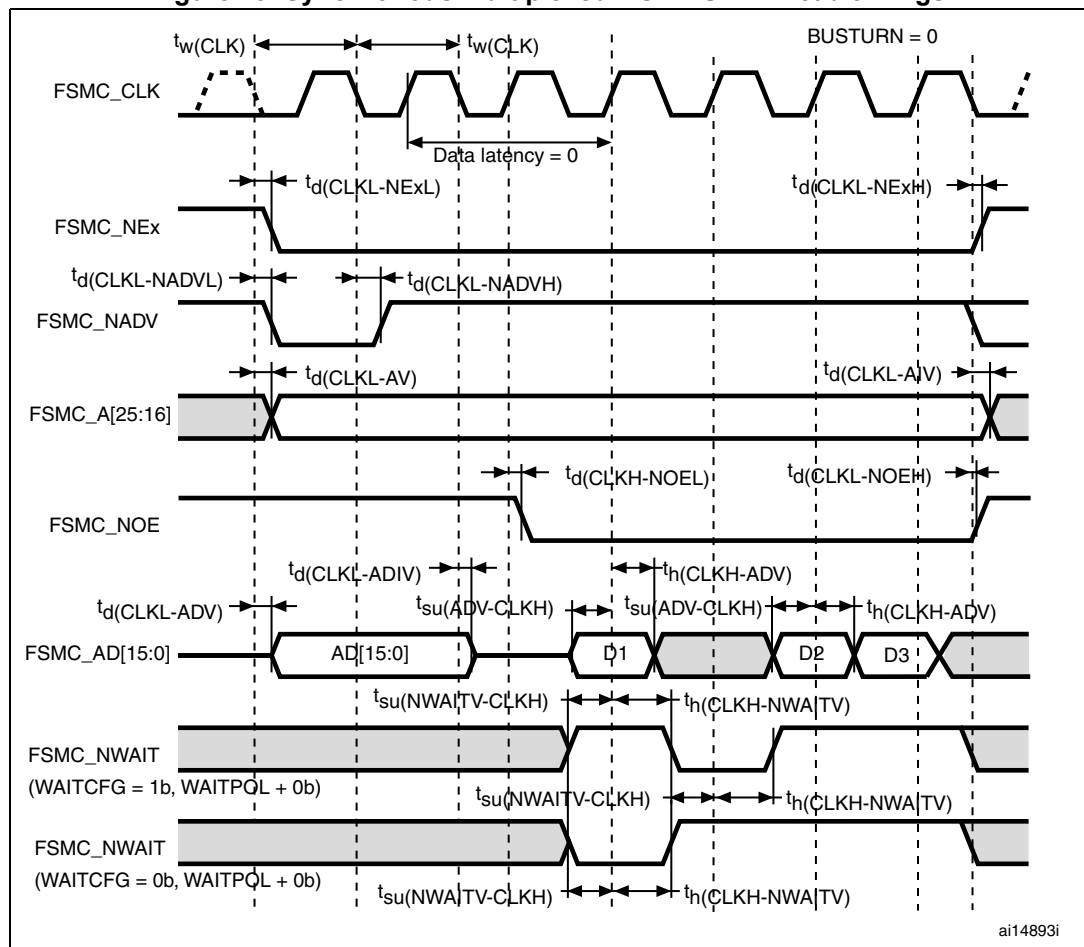 tw(CLK) tw(CLK) BUSTURN = 0
FSMC_CLK
Data latency = 0
td(CLKL-NExL) td(CLKL-NExH)
FSMC_NEx
td(CLKL-NADVL) td(CLKL-NADVH)
FSMC_NADV
td(CLKL-AV) td(CLKL-AIV)
FSMC_A[25:16]
td(CLKH-NOEL) td(CLKL-NOEH)
FSMC_NOE
td(CLKL-ADIV) th(CLKH-ADV)
td(CLKL-ADV) tsu(ADV-CLKH) tsu(ADV-CLKH) th(CLKH-ADV)
FSMC_AD[15:0] AD[15:0] D1 D2 D3
tsu(NWAITV-CLKH) th(CLKH-NWAITV)
FSMC_NWAIT
(WAITCFG = 1b, WAITPOL + 0b)
tsu(NWAITV-CLKH) th(CLKH-NWAITV)
FSMC_NWAIT
(WAITCFG = 0b, WAITPOL + 0b)
tsu(NWAITV-CLKH) th(CLKH-NWAITV)
ai14893i